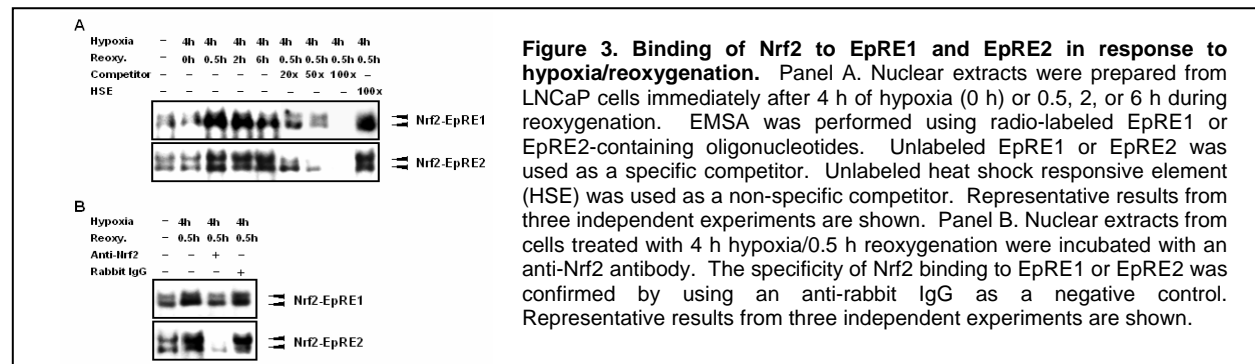 A
Hypoxia – 4h 4h 4h 4h 4h 4h 4h 4h
Reoxy. – 0h 0.5h 2h 6h 0.5h 0.5h 0.5h 0.5h
Competitor – – – – – 20x 50x 100x –
HSE – – – – – – – – 100x
Nrf2-EpRE1
Nrf2-EpRE2
B
Hypoxia – 4h 4h 4h
Reoxy. – 0.5h 0.5h 0.5h
Anti-Nrf2 – – + –
Rabbit IgG – – – +
Nrf2-EpRE1
Nrf2-EpRE2
Figure 3. Binding of Nrf2 to EpRE1 and EpRE2 in response to
hypoxia/reoxygenation. Panel A. Nuclear extracts were prepared from
LNCaP cells immediately after 4 h of hypoxia (0 h) or 0.5, 2, or 6 h during
reoxygenation. EMSA was performed using radio-labeled EpRE1 or
EpRE2-containing oligonucleotides. Unlabeled EpRE1 or EpRE2 was
used as a specific competitor. Unlabeled heat shock responsive element
(HSE) was used as a non-specific competitor. Representative results from
three independent experiments are shown. Panel B. Nuclear extracts from
cells treated with 4 h hypoxia/0.5 h reoxygenation were incubated with an
anti-Nrf2 antibody. The specificity of Nrf2 binding to EpRE1 or EpRE2 was
confirmed by using an anti-rabbit IgG as a negative control.
Representative results from three independent experiments are shown.